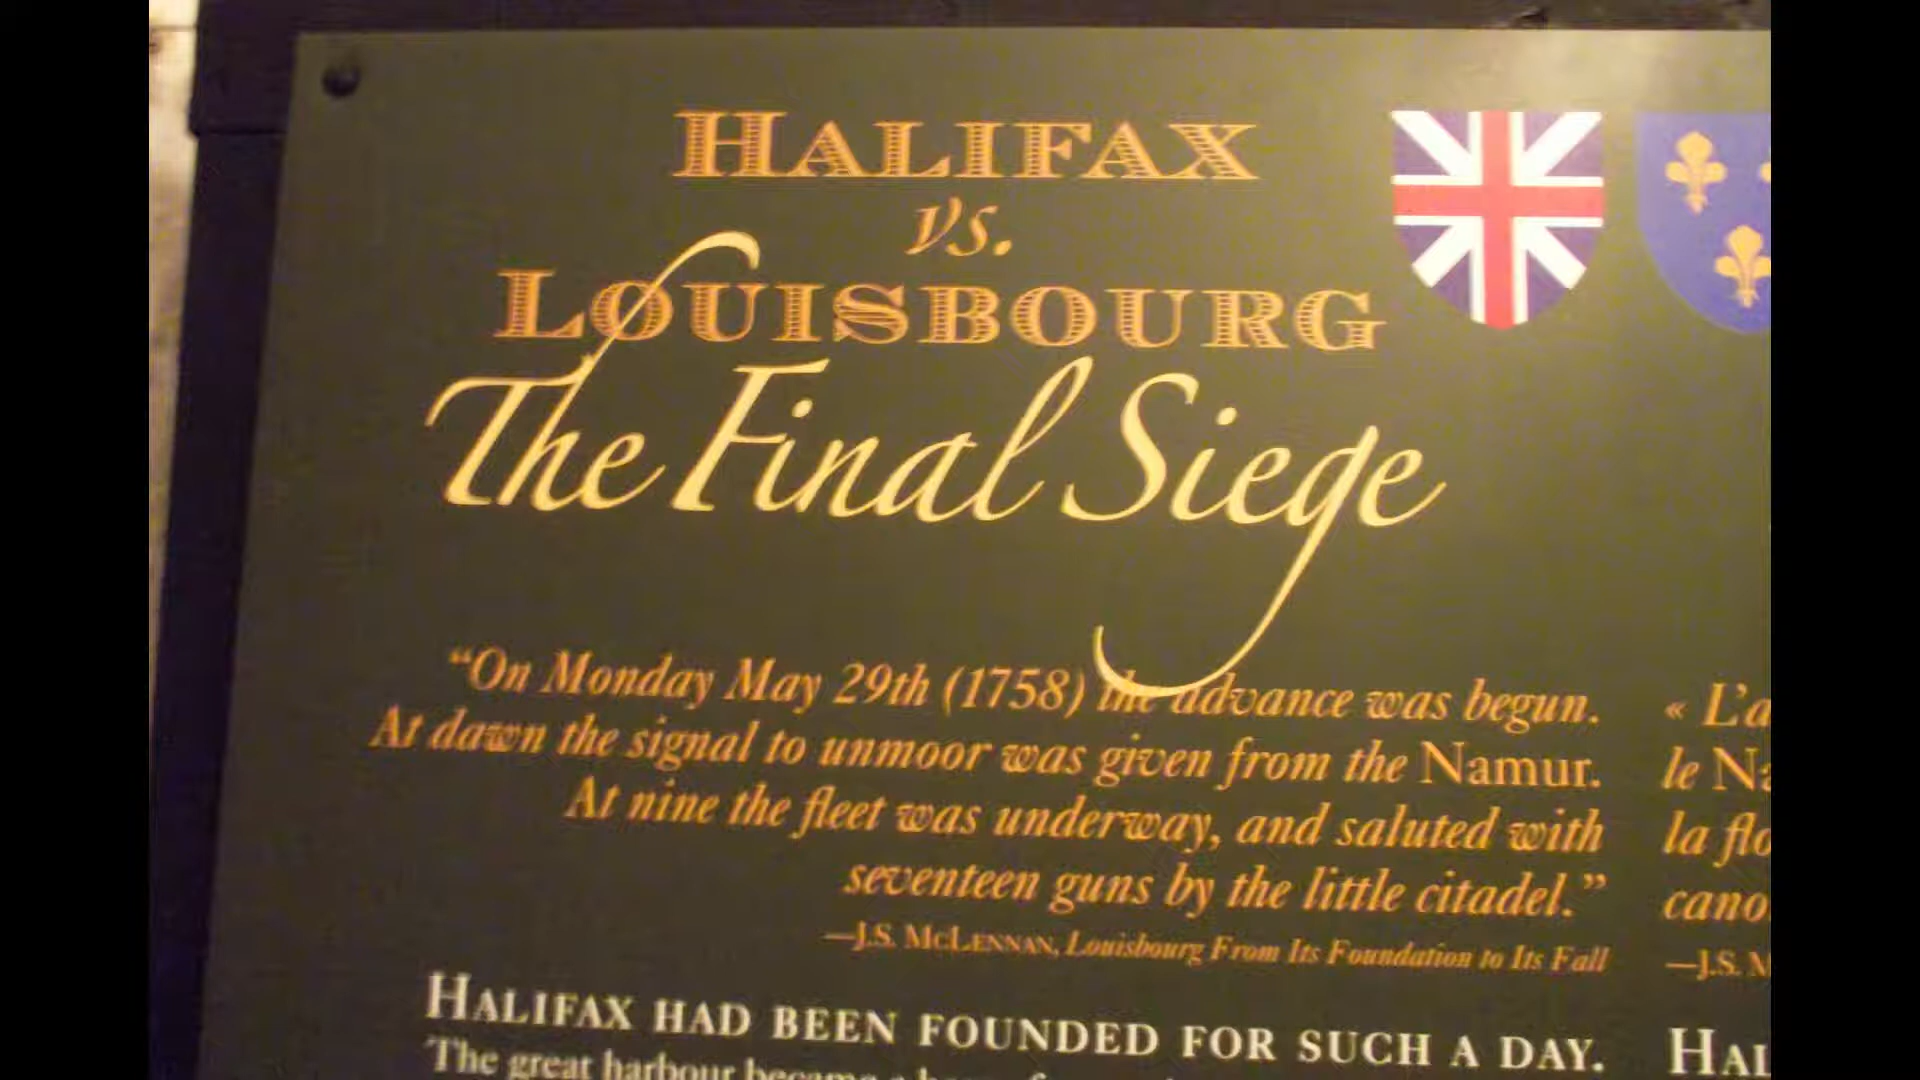 HALIFAX
vs.
LOUISBOURG
The Final Siege
“On Monday May 29th (1758) the advance was begun.
At dawn the signal to unmoor was given from the Namur.
At nine the fleet was underway, and saluted with
seventeen guns by the little citadel.”
—J.S. MCLENNAN, Louisbourg From Its Foundation to Its Fall
HALIFAX HAD BEEN FOUNDED FOR SUCH A DAY.
The great harbour became a
« L’a
le Na
la flo
cano
—J.S. M
HAL